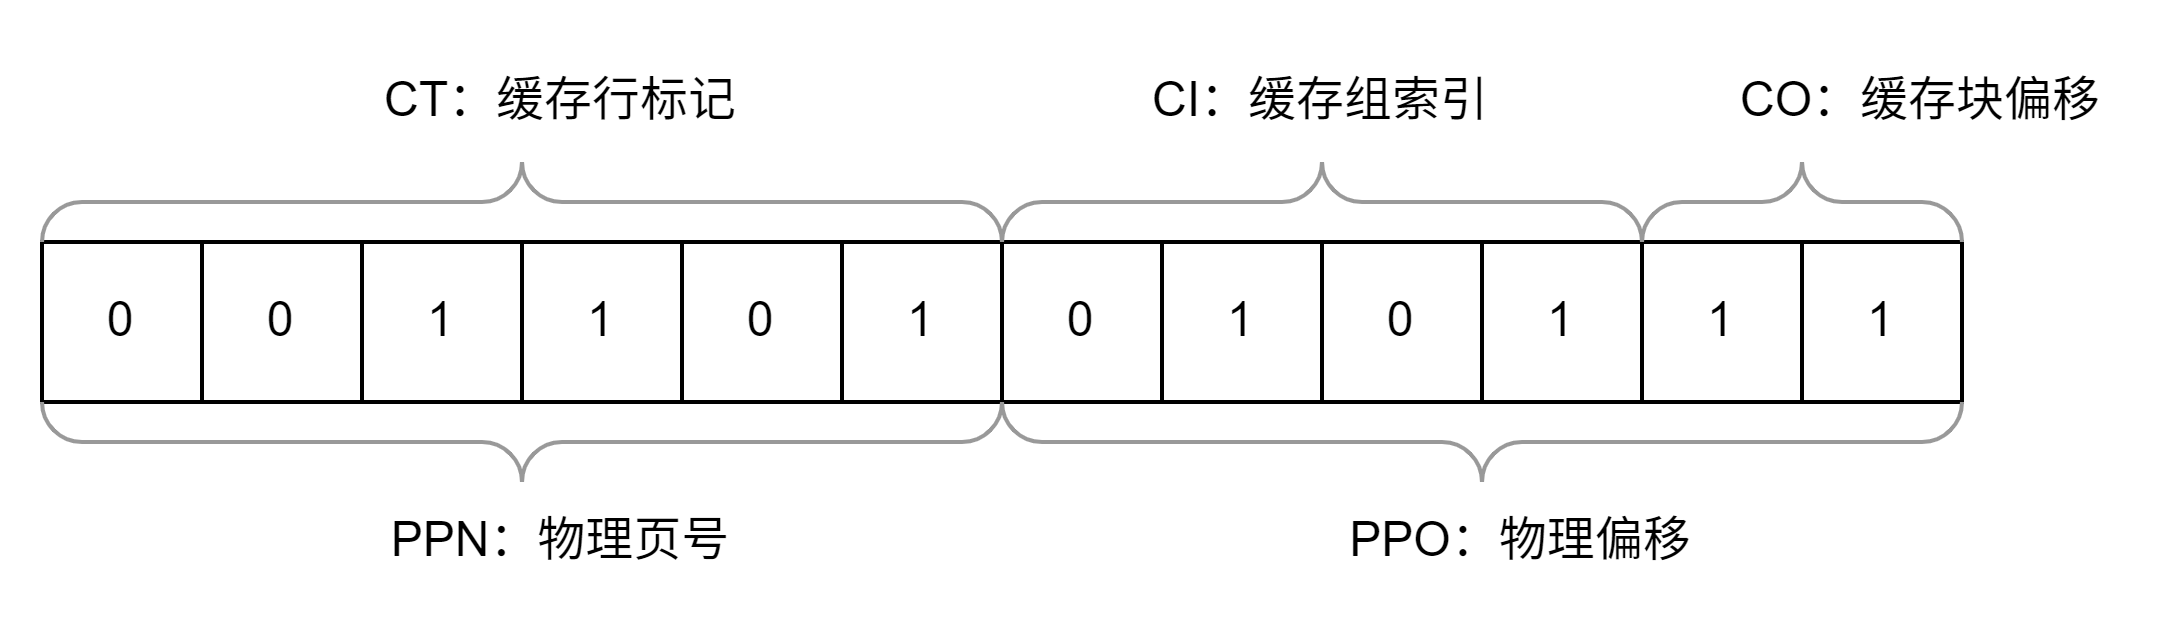 CT：缓存行标记 CI：缓存组索引 CO：缓存块偏移
0 0 1 1 0 1 0 1 0 1 1 1
PPN：物理页号 PPO：物理偏移